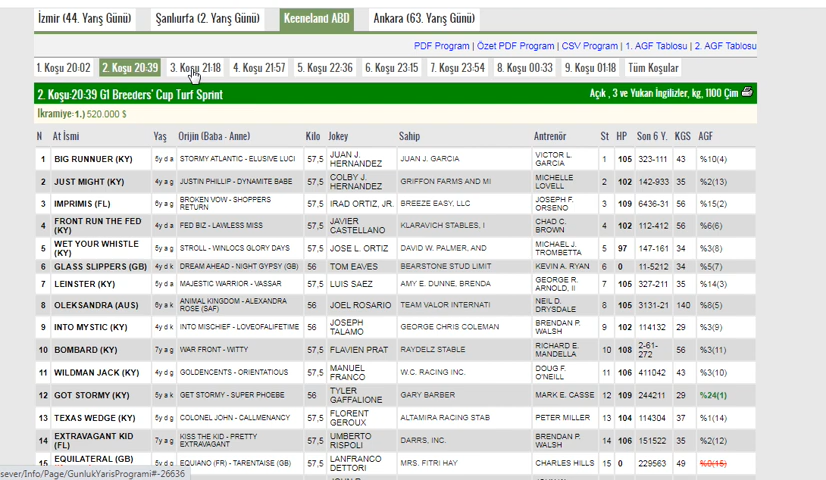 İzmir (44. Yarış Günü) Şanlıurfa (2. Yarış Günü) Keeneland ABD Ankara (63. Yarış Günü)
PDF Program | Özet PDF Program | CSV Program | 1. AGF Tablosu | 2. AGF Tablosu
1. Koşu 20-02 2. Koşu 20-39 3. Koşu 21-18 4. Koşu 21:57 5. Koşu 22:36 6. Koşu 23:15 7. Koşu 23:54 8. Koşu 00:33 9. Koşu 01-18 Tüm Koşular
2. Koşu:20-39 G1 Breeders' Cup Turf Sprint Açık , 3 ve Yukarı İngilizler, kg, 1100 Çim
İkramiye:1.) 520.000 $
N At İsmi Yaş Orijin (Baba - Anne) Kilo Jokey Sahip Antrenör St HP Son 6 Y. KGS AGF
1 BIG RUNNUER (KY) 5y d a STORMY ATLANTIC - ELUSIVE LUCI 57,5 JUAN J. HERNANDEZ JUAN J. GARCIA VICTOR L. GARCIA 1 105 323-111 43 %10(4)
2 JUST MIGHT (KY) 4y a g JUSTIN PHILLIP - DYNAMITE BABE 57,5 COLBY J. HERNANDEZ GRIFFON FARMS AND MI MICHELLE LOVELL 2 102 142-933 35 %2(13)
3 IMPRIMIS (FL) 6y a g BROKEN VOW - SHOPPERS RETURN 57,5 IRAD ORTIZ, JR. BREEZE EASY, LLC JOSEPH F. ORSENO 3 109 6436-31 56 %15(2)
4 FRONT RUN THE FED (KY) 4y d a FED BIZ - LAWLESS MISS 57,5 JAVIER CASTELLANO KLARAVICH STABLES, I CHAD C. BROWN 4 102 112-412 56 %6(6)
5 WET YOUR WHISTLE (KY) 5y a g STROLL - WINLOCS GLORY DAYS 57,5 JOSE L. ORTIZ DAVID W. PALMER, AND MICHAEL J. TROMBETTA 5 97 147-161 34 %3(8)
6 GLASS SLIPPERS (GB) 4y d k DREAM AHEAD - NIGHT GYPSY (GB) 56 TOM EAVES BEARSTONE STUD LIMIT KEVIN A. RYAN 6 0 11-5212 34 %5(7)
7 LEINSTER (KY) 5y d a MAJESTIC WARRIOR - VASSAR 57,5 LUIS SAEZ AMY E. DUNNE, BRENDA GEORGE R. ARNOLD, II 7 105 327-211 35 %14(3)
8 OLEKSANDRA (AUS) 6y a k ANIMAL KINGDOM - ALEXANDRA ROSE (SAF) 56 JOEL ROSARIO TEAM VALOR INTERNATI NEIL D. DRYSDALE 8 105 3131-21 140 %8(5)
9 INTO MYSTIC (KY) 4y d k INTO MISCHIEF - LOVEOFALIFETIME 56 JOSEPH TALAMO GEORGE CHRIS COLEMAN BRENDAN P. WALSH 9 102 114132 29 %3(9)
10 BOMBARD (KY) 7y a g WAR FRONT - WITTY 57,5 FLAVIEN PRAT RAYDELZ STABLE RICHARD E. MANDELLA 10 108 2-61-272 56 %3(11)
11 WILDMAN JACK (KY) 4y d g GOLDENCENTS - ORIENTATIOUS 57,5 MANUEL FRANCO W.C. RACING INC. DOUG F. O'NEILL 11 106 411042 43 %3(10)
12 GOT STORMY (KY) 5y a k GET STORMY - SUPER PHOEBE 56 TYLER GAFFALIONE GARY BARBER MARK E. CASSE 12 109 244211 29 %24(1)
13 TEXAS WEDGE (KY) 5y d g COLONEL JOHN - CALLMENANCY 57,5 FLORENT GEROUX ALTAMIRA RACING STAB PETER MILLER 13 104 114304 37 %1(14)
14 EXTRAVAGANT KID (FL) 7y a g KISS THE KID - PRETTY EXTRAVAGANT 57,5 UMBERTO RISPOLI DARRS, INC. BRENDAN P. WALSH 14 106 151522 35 %2(12)
15 EQUILATERAL (GB) 5y d g EQUIANO (FR) - TARENTAISE (GB) 57,5 LANFRANCO DETTORI MRS. FITRI HAY CHARLES HILLS 15 0 229563 49 %0(15)
sever/Info/Page/GunlukYarisProgrami#-26636